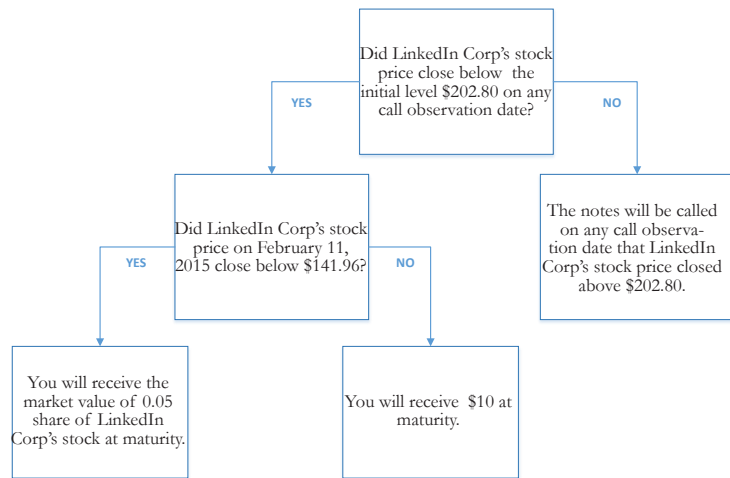 Did LinkedIn Corp's stock
price close below the
initial level $202.80 on any
call observation date?
YES
NO
Did LinkedIn Corp's stock
price on February 11,
2015 close below $141.96?
The notes will be called
on any call observa-
tion date that LinkedIn
Corp's stock price closed
above $202.80.
YES
NO
You will receive the
market value of 0.05
share of LinkedIn
Corp's stock at maturity.
You will receive $10 at
maturity.